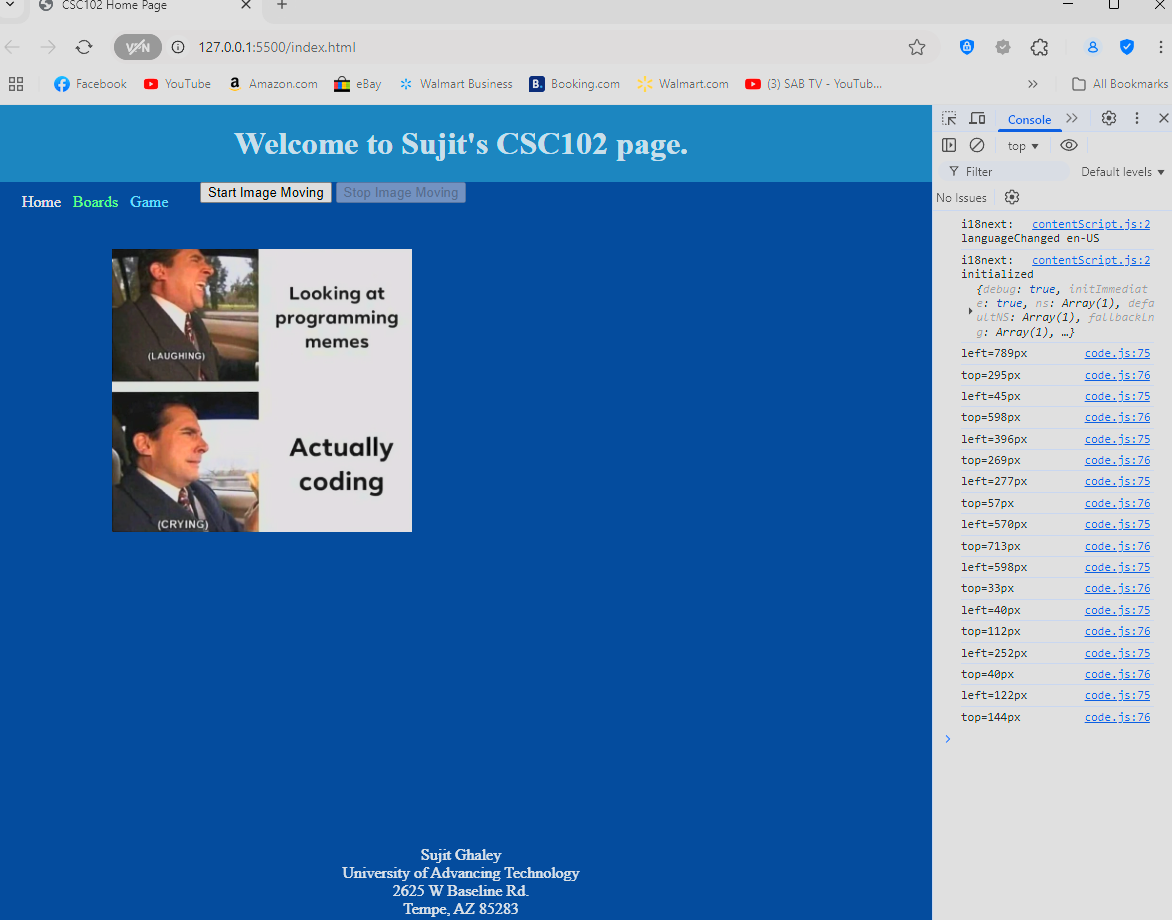 CSC102 Home Page
VPN
127.0.0.1:5500/index.html
Facebook YouTube Amazon.com eBay Walmart Business Booking.com Walmart.com (3) SAB TV - YouTub... All Bookmarks
Welcome to Sujit's CSC102 page.
Home Boards Game
Start Image Moving Stop Image Moving
Looking at
programming
memes
(LAUGHING)
Actually
coding
(CRYING)
Sujit Ghaley
University of Advancing Technology
2625 W Baseline Rd.
Tempe, AZ 85283
Console
top
Filter Default levels
No Issues
i18next: contentScript.js:2
languageChanged en-US
i18next: contentScript.js:2
initialized
{debug: true, initImmediat
e: true, ns: Array(1), defa
ultNS: Array(1), fallbackLn
g: Array(1), …}
left=789px code.js:75
top=295px code.js:76
left=45px code.js:75
top=598px code.js:76
left=396px code.js:75
top=269px code.js:76
left=277px code.js:75
top=57px code.js:76
left=570px code.js:75
top=713px code.js:76
left=598px code.js:75
top=33px code.js:76
left=40px code.js:75
top=112px code.js:76
left=252px code.js:75
top=40px code.js:76
left=122px code.js:75
top=144px code.js:76